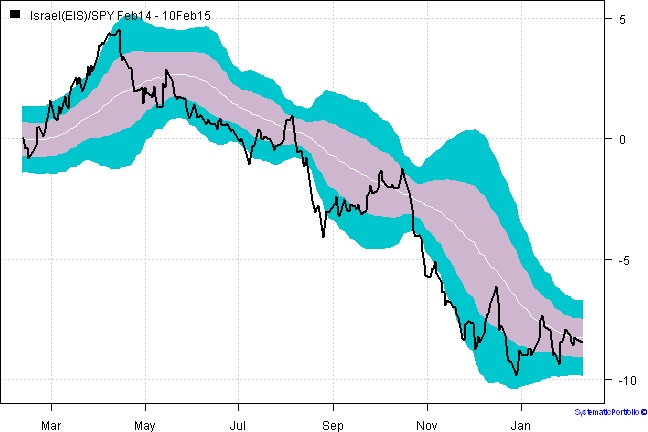 Israel(EIS)/SPY Feb14 - 10Feb15
5
0
-5
-10
Mar May Jul Sep Nov Jan
SystematicPortfolio ©